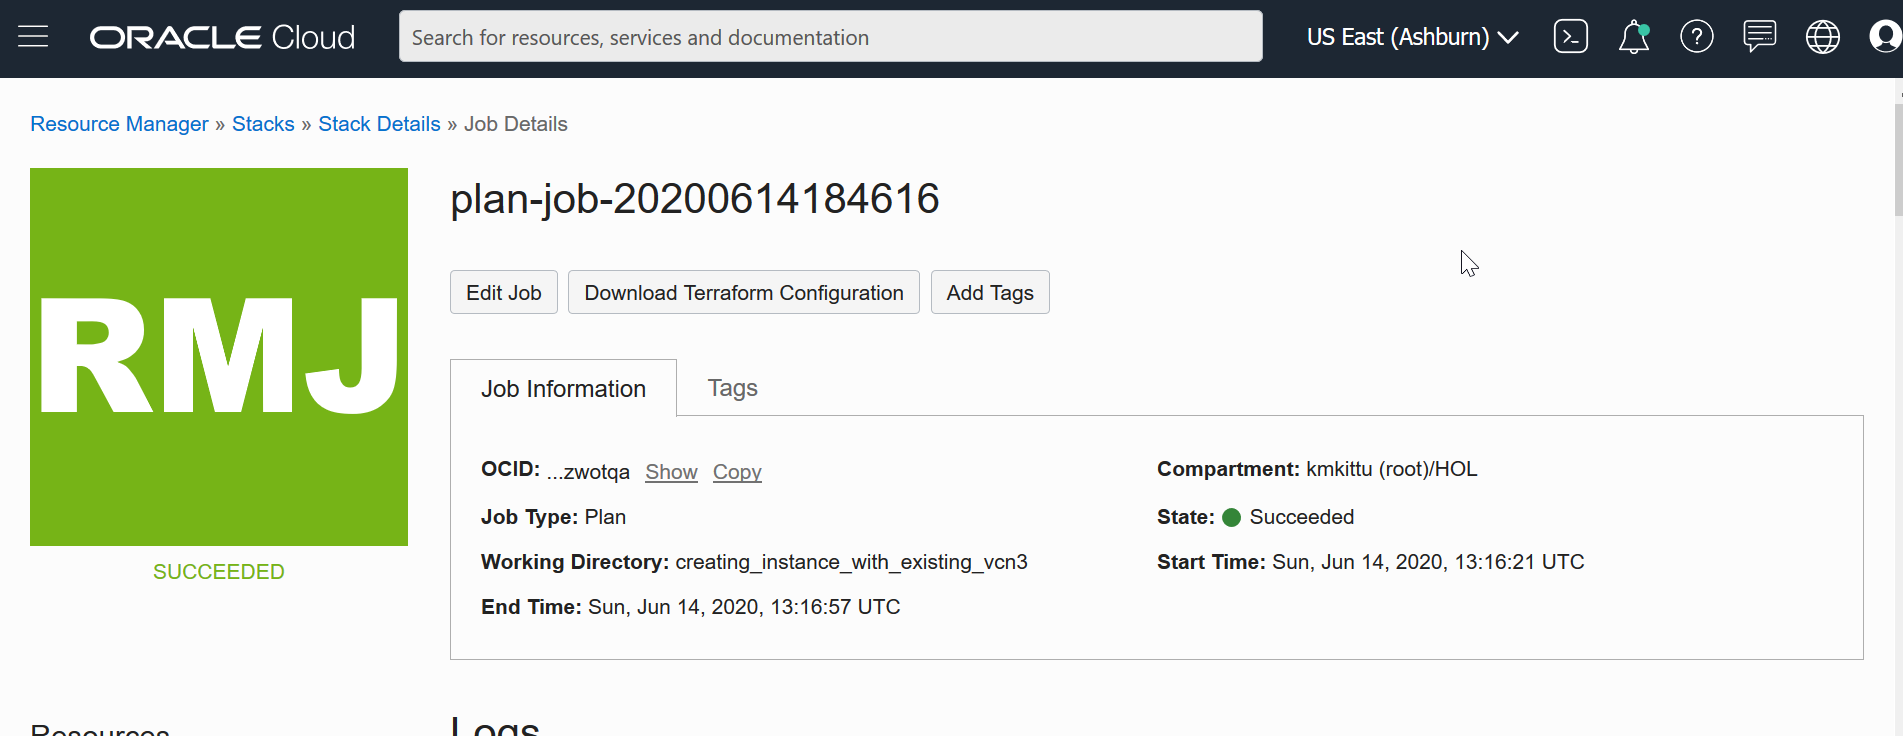 ORACLE Cloud
Search for resources, services and documentation
US East (Ashburn)
Resource Manager » Stacks » Stack Details » Job Details
RMJ
SUCCEEDED
plan-job-20200614184616
Edit Job
Download Terraform Configuration
Add Tags
Job Information
Tags
OCID: ...zwotqa Show Copy
Compartment: kmkittu (root)/HOL
Job Type: Plan
State: Succeeded
Working Directory: creating_instance_with_existing_vcn3
Start Time: Sun, Jun 14, 2020, 13:16:21 UTC
End Time: Sun, Jun 14, 2020, 13:16:57 UTC
Resources
Logs